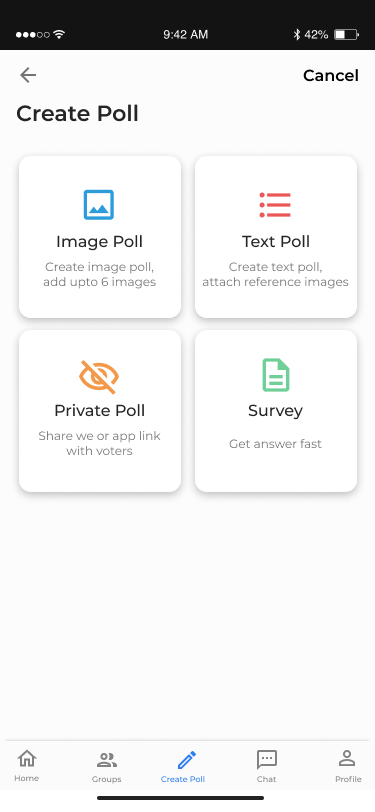 9:42 AM
42%
Cancel
Create Poll
Image Poll
Create image poll,
add upto 6 images
Text Poll
Create text poll,
attach reference images
Private Poll
Share we or app link
with voters
Survey
Get answer fast
Home
Groups
Create Poll
Chat
Profile